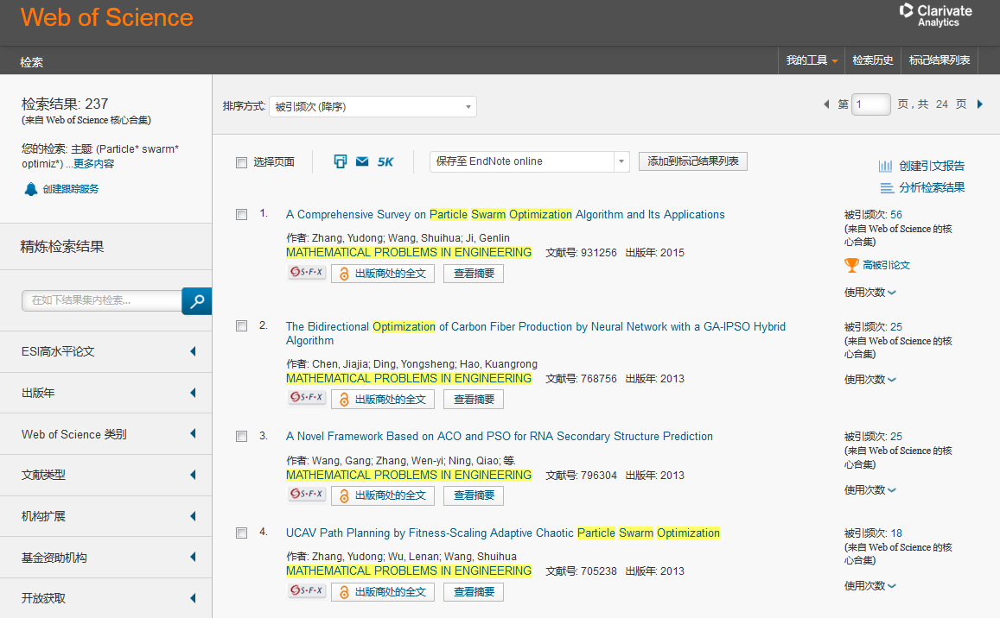 Web of Science
Clarivate
Analytics
检索
我的工具
检索历史
标记结果列表
检索结果: 237
(来自 Web of Science 核心合集)
您的检索: 主题: (Particle* swarm*
optimiz*) ...更多内容
创建跟踪服务
精炼检索结果
在如下结果集内检索...
ESI高水平论文
出版年
Web of Science 类别
文献类型
机构扩展
基金资助机构
开放获取
排序方式: 被引频次 (降序)
第 1 页 , 共 24 页
选择页面
5K
保存至 EndNote online
添加到标记结果列表
创建引文报告
分析检索结果
1. A Comprehensive Survey on Particle Swarm Optimization Algorithm and Its Applications
作者: Zhang, Yudong; Wang, Shuihua; Ji, Genlin
MATHEMATICAL PROBLEMS IN ENGINEERING 文献号: 931256 出版年: 2015
S·F·X 出版商处的全文 查看摘要
被引频次: 56
(来自 Web of Science 的核
心合集)
高被引论文
使用次数
2. The Bidirectional Optimization of Carbon Fiber Production by Neural Network with a GA-IPSO Hybrid
Algorithm
作者: Chen, Jiajia; Ding, Yongsheng; Hao, Kuangrong
MATHEMATICAL PROBLEMS IN ENGINEERING 文献号: 768756 出版年: 2013
S·F·X 出版商处的全文 查看摘要
被引频次: 25
(来自 Web of Science 的核
心合集)
使用次数
3. A Novel Framework Based on ACO and PSO for RNA Secondary Structure Prediction
作者: Wang, Gang; Zhang, Wen-yi; Ning, Qiao; 等.
MATHEMATICAL PROBLEMS IN ENGINEERING 文献号: 796304 出版年: 2013
S·F·X 出版商处的全文 查看摘要
被引频次: 25
(来自 Web of Science 的核
心合集)
使用次数
4. UCAV Path Planning by Fitness-Scaling Adaptive Chaotic Particle Swarm Optimization
作者: Zhang, Yudong; Wu, Lenan; Wang, Shuihua
MATHEMATICAL PROBLEMS IN ENGINEERING 文献号: 705238 出版年: 2013
S·F·X 出版商处的全文 查看摘要
被引频次: 18
(来自 Web of Science 的核
心合集)
使用次数